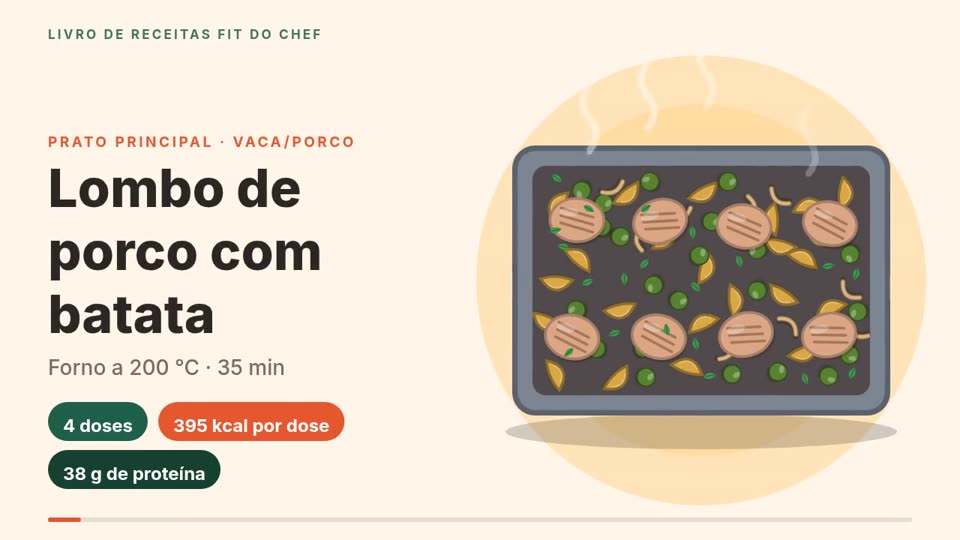 LIVRO DE RECEITAS FIT DO CHEF
PRATO PRINCIPAL · VACA/PORCO
Lombo de
porco com
batata
Forno a 200 °C · 35 min
4 doses
395 kcal por dose
38 g de proteína